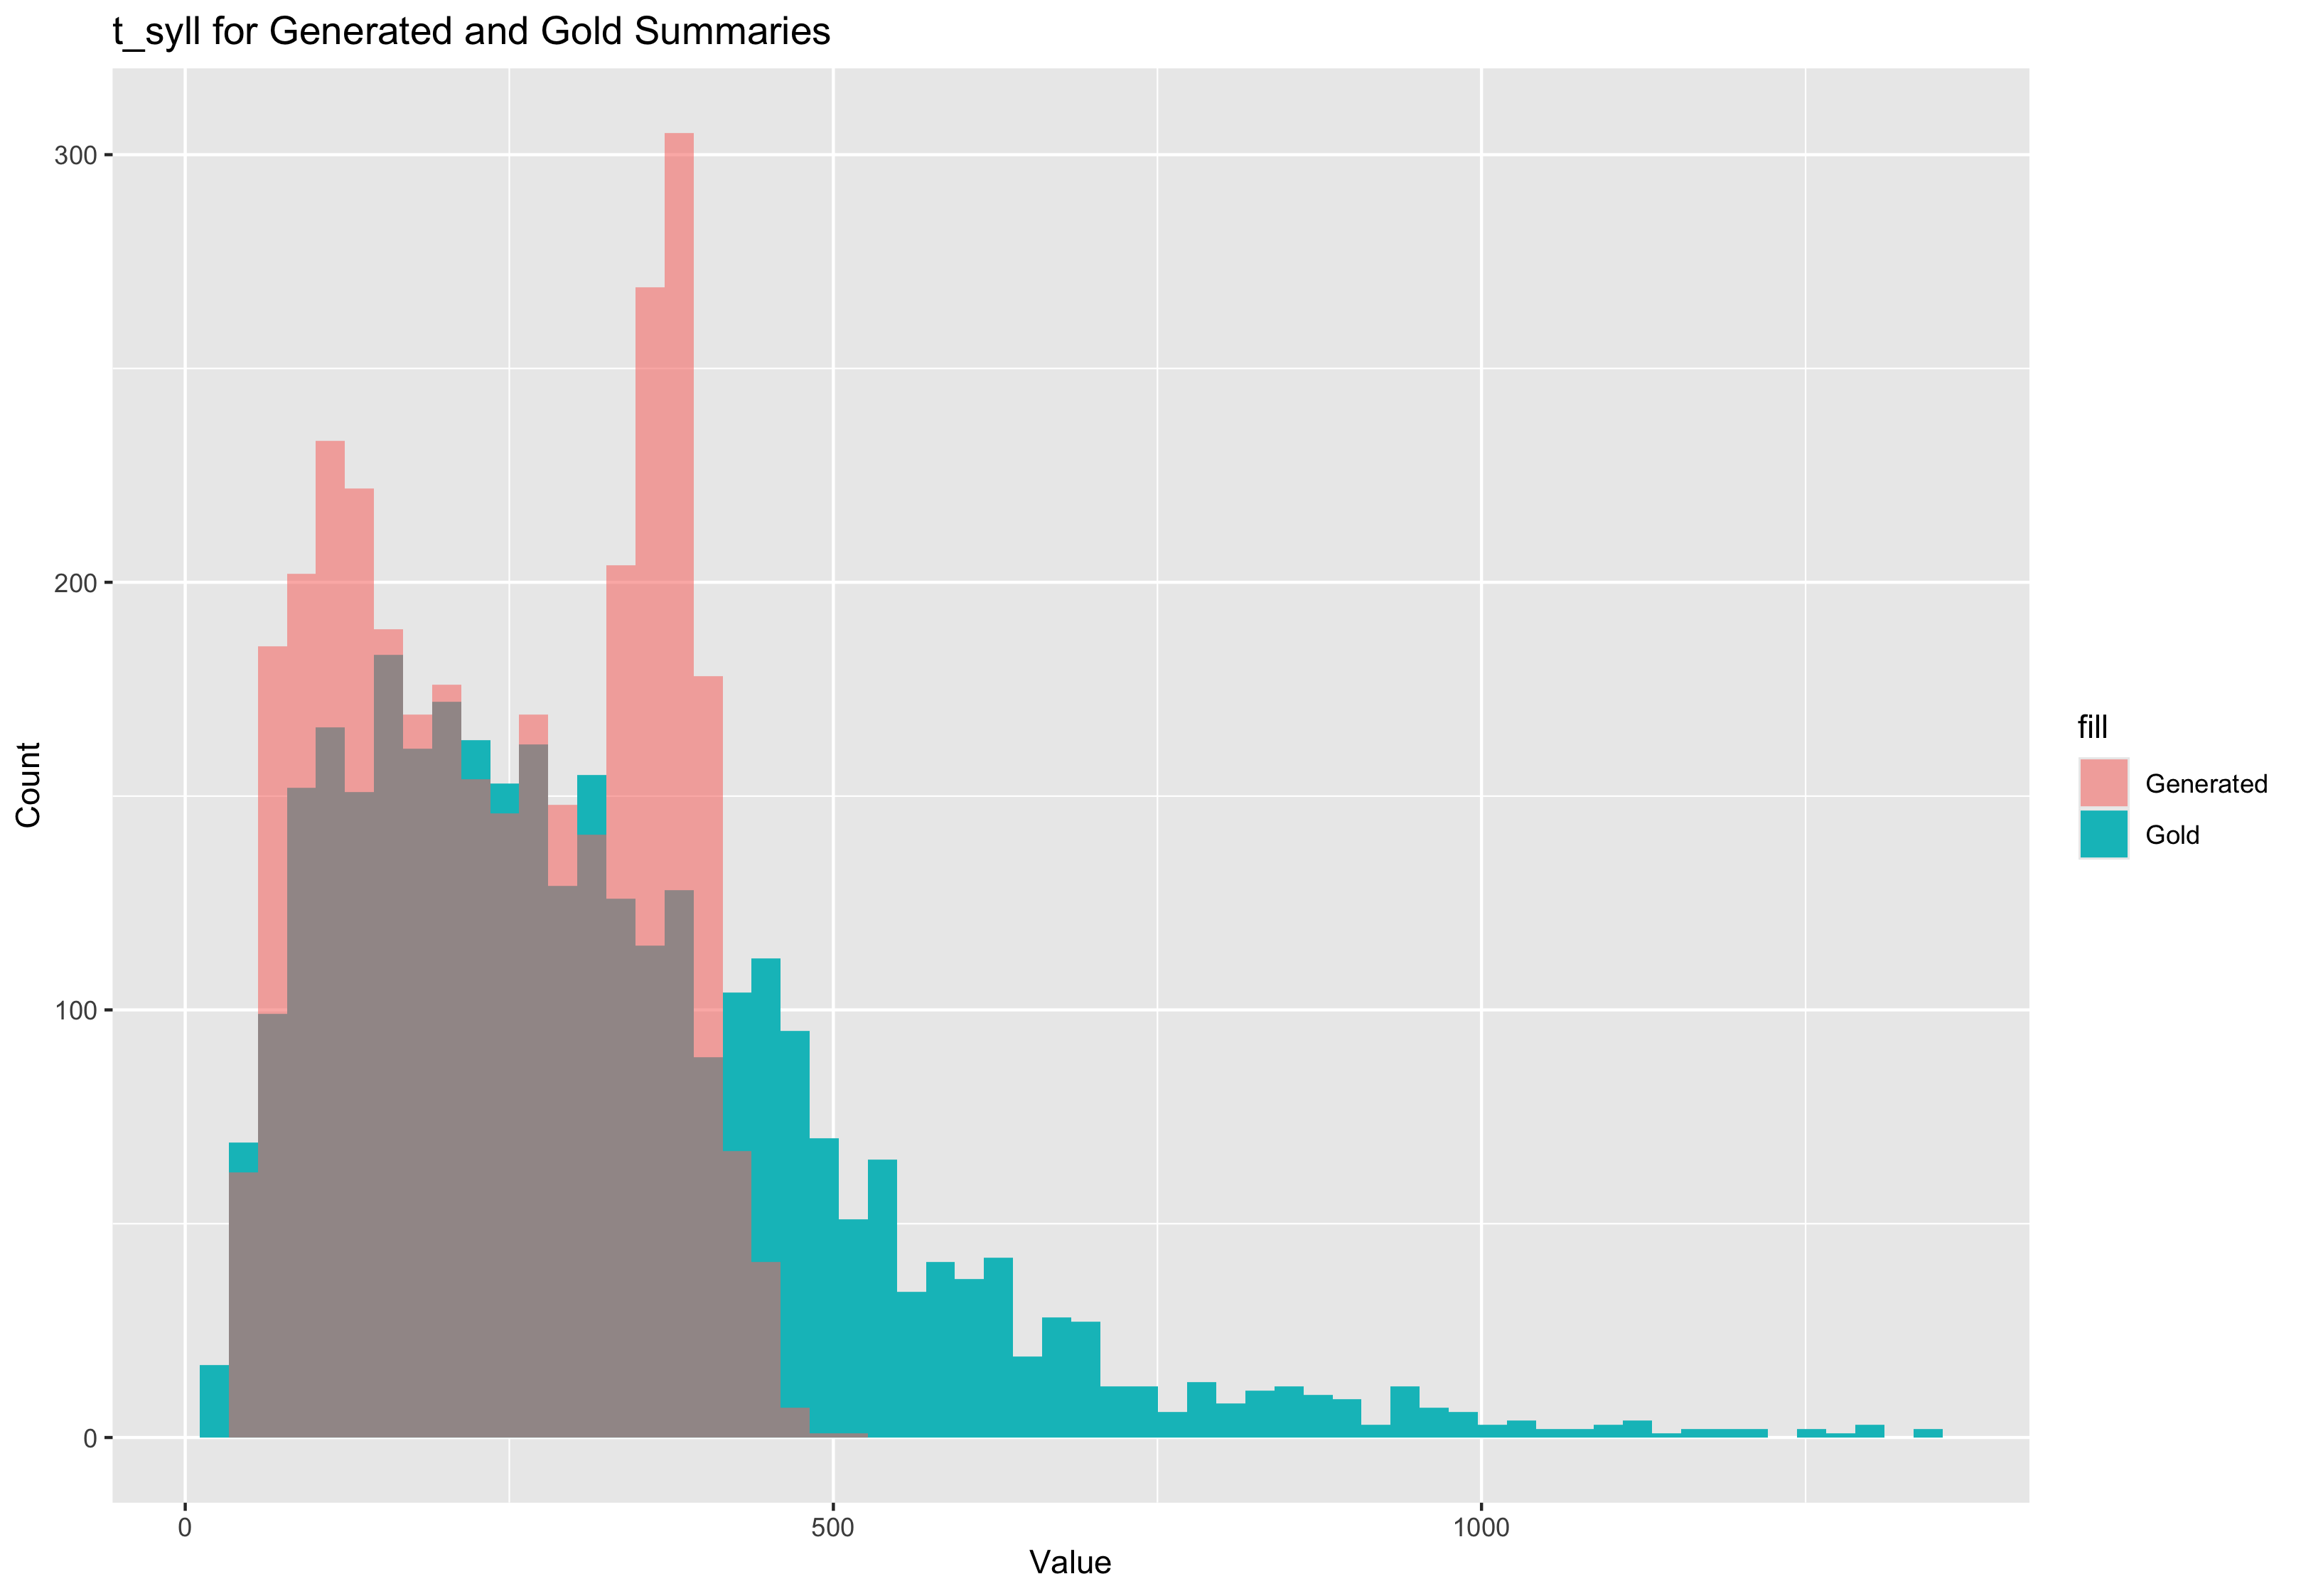 t_syll for Generated and Gold Summaries
300
200
100
0
Count
0 500 1000
Value
fill
Generated
Gold